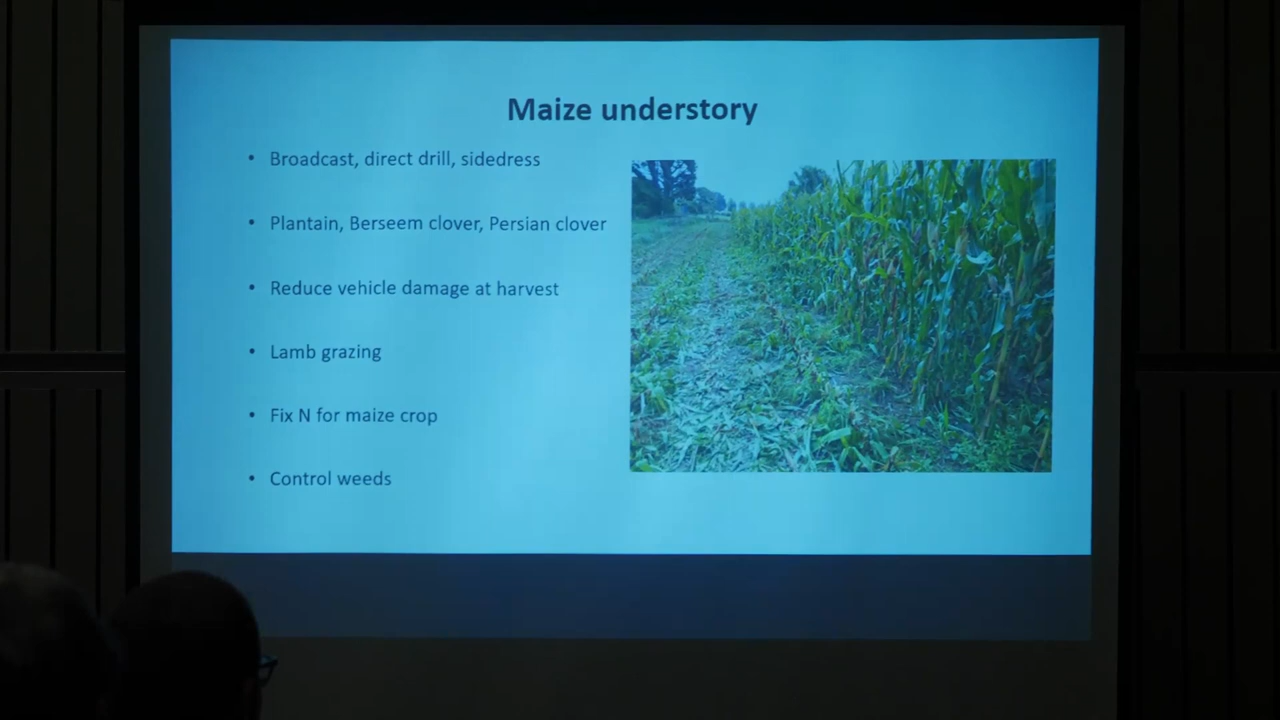 Maize understory
• Broadcast, direct drill, sidedress
• Plantain, Berseem clover, Persian clover
• Reduce vehicle damage at harvest
• Lamb grazing
• Fix N for maize crop
• Control weeds